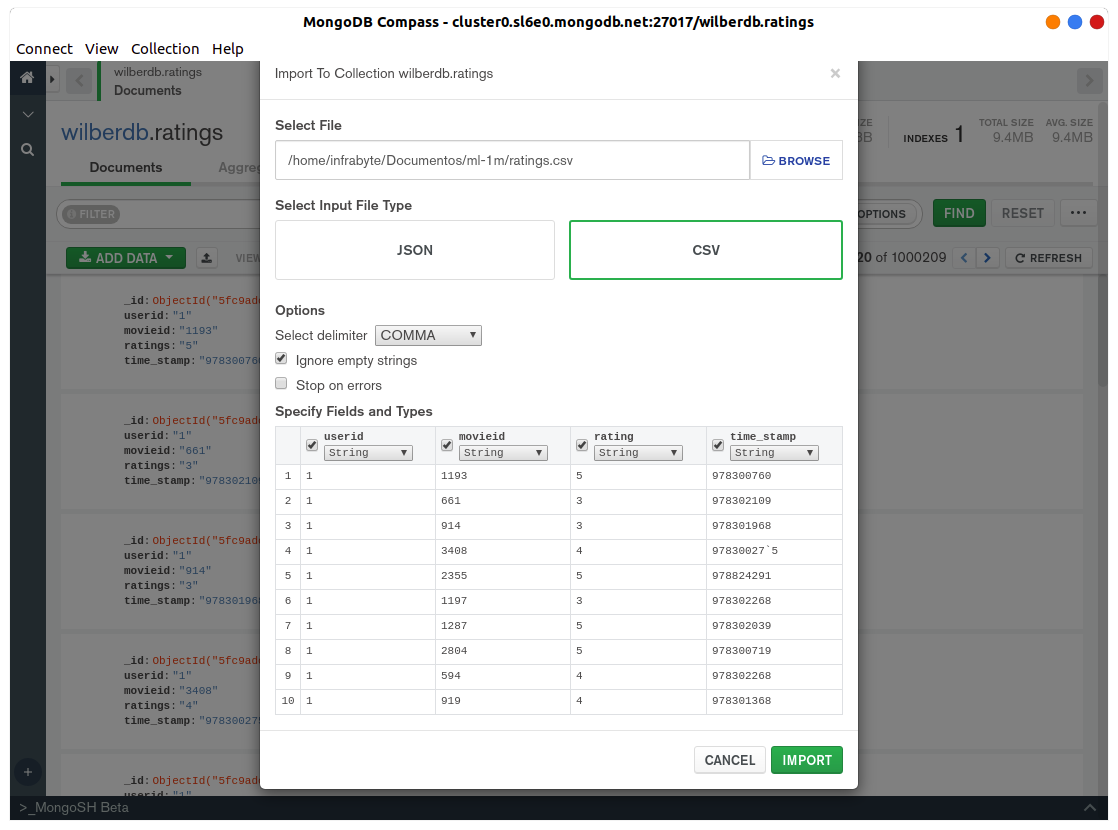 MongoDB Compass - cluster0.sl6e0.mongodb.net:27017/wilberdb.ratings
Connect View Collection Help
wilberdb.ratings
Documents
wilberdb.ratings
INDEXES 1
TOTAL SIZE
9.4MB
AVG. SIZE
9.4MB
Documents
FILTER
OPTIONS
FIND
RESET
ADD DATA
VIEW
20 of 1000209
REFRESH
_id:ObjectId("5fc9ad
userid:"1"
movieid:"1193"
ratings:"5"
time_stamp:"978300760
_id:ObjectId("5fc9ad
userid:"1"
movieid:"661"
ratings:"3"
time_stamp:"978302109
_id:ObjectId("5fc9ad
userid:"1"
movieid:"914"
ratings:"3"
time_stamp:"978301968
_id:ObjectId("5fc9ad
userid:"1"
movieid:"3408"
ratings:"4"
time_stamp:"978300275
_id:ObjectId("5fc9ad
userid:"1"
Import To Collection wilberdb.ratings
Select File
/home/infrabyte/Documentos/ml-1m/ratings.csv
BROWSE
Select Input File Type
JSON
CSV
Options
Select delimiter COMMA
Ignore empty strings
Stop on errors
Specify Fields and Types
userid movieid rating time_stamp
String String String String
1 1 1193 5 978300760
2 1 661 3 978302109
3 1 914 3 978301968
4 1 3408 4 97830027`5
5 1 2355 5 978824291
6 1 1197 3 978302268
7 1 1287 5 978302039
8 1 2804 5 978300719
9 1 594 4 978302268
10 1 919 4 978301368
CANCEL
IMPORT
>_MongoSH Beta